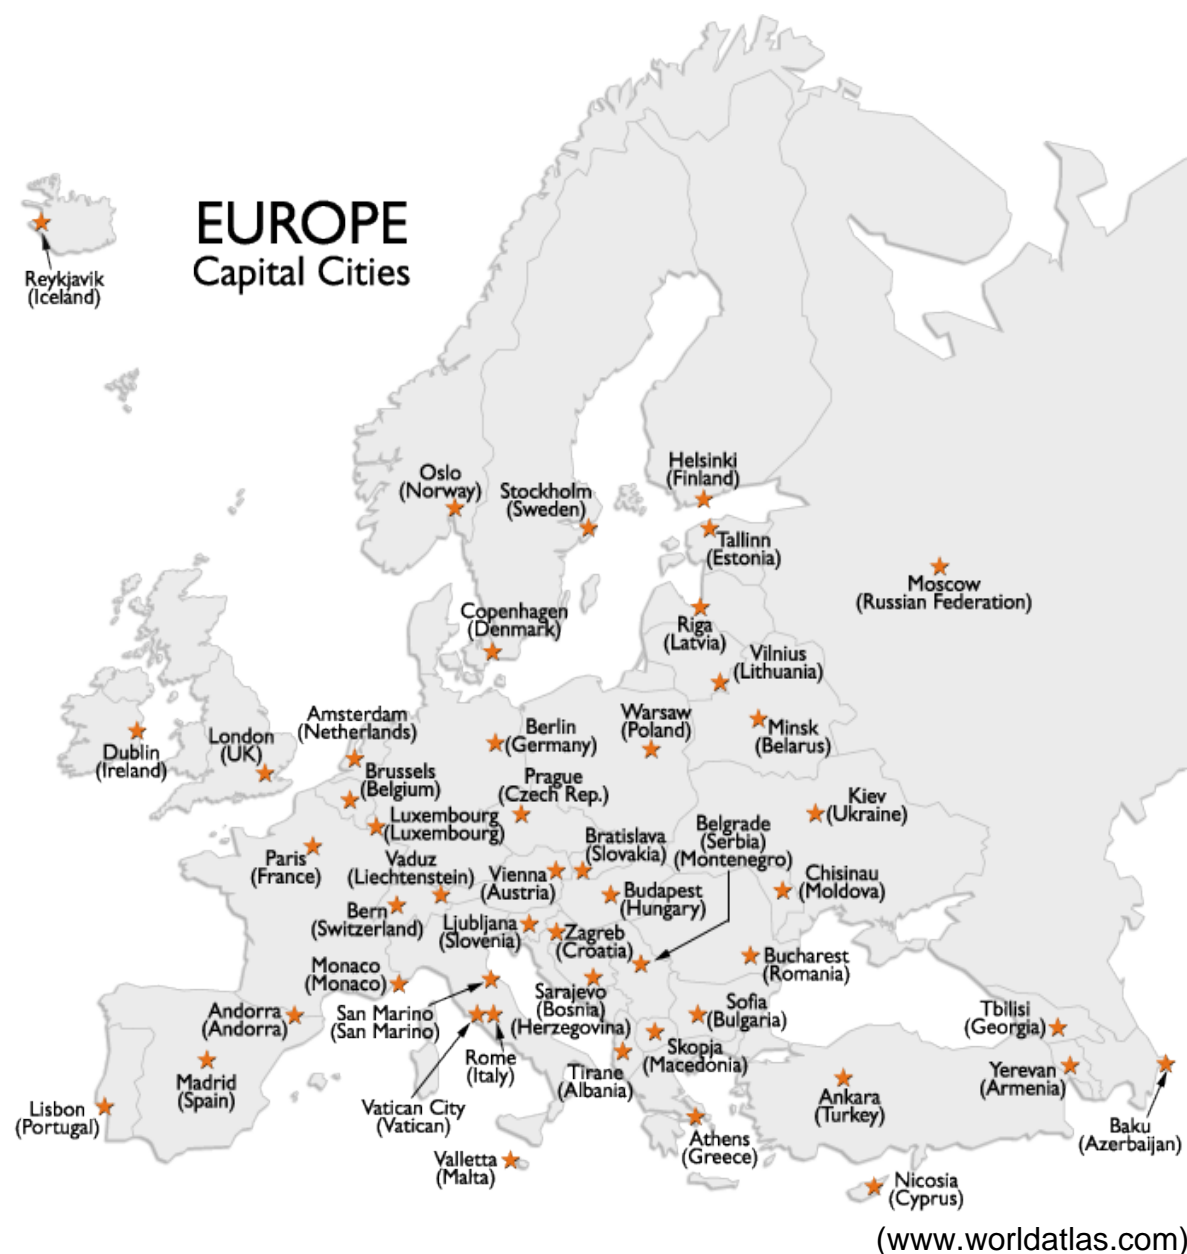 EUROPE
Capital Cities
Reykjavik
(Iceland)
Oslo
(Norway)
Stockholm
(Sweden)
Helsinki
(Finland)
Tallinn
(Estonia)
Moscow
(Russian Federation)
Copenhagen
(Denmark)
Riga
(Latvia)
Vilnius
(Lithuania)
Minsk
(Belarus)
Dublin
(Ireland)
London
(UK)
Amsterdam
(Netherlands)
Berlin
(Germany)
Warsaw
(Poland)
Brussels
(Belgium)
Prague
(Czech Rep.)
Kiev
(Ukraine)
Luxembourg
(Luxembourg)
Belgrade
(Serbia)
(Montenegro)
Bratislava
(Slovakia)
Paris
(France)
Vaduz
(Liechtenstein)
Vienna
(Austria)
Budapest
(Hungary)
Chisinau
(Moldova)
Bern
(Switzerland)
Ljubljana
(Slovenia)
Zagreb
(Croatia)
Bucharest
(Romania)
Monaco
(Monaco)
Andorra
(Andorra)
San Marino
(San Marino)
Sarajevo
(Bosnia)
(Herzegovina)
Sofia
(Bulgaria)
Tbilisi
(Georgia)
Skopja
(Macedonia)
Rome
(Italy)
Tirane
(Albania)
Madrid
(Spain)
Ankara
(Turkey)
Yerevan
(Armenia)
Lisbon
(Portugal)
Vatican City
(Vatican)
Athens
(Greece)
Baku
(Azerbaijan)
Valletta
(Malta)
Nicosia
(Cyprus)
(www.worldatlas.com)